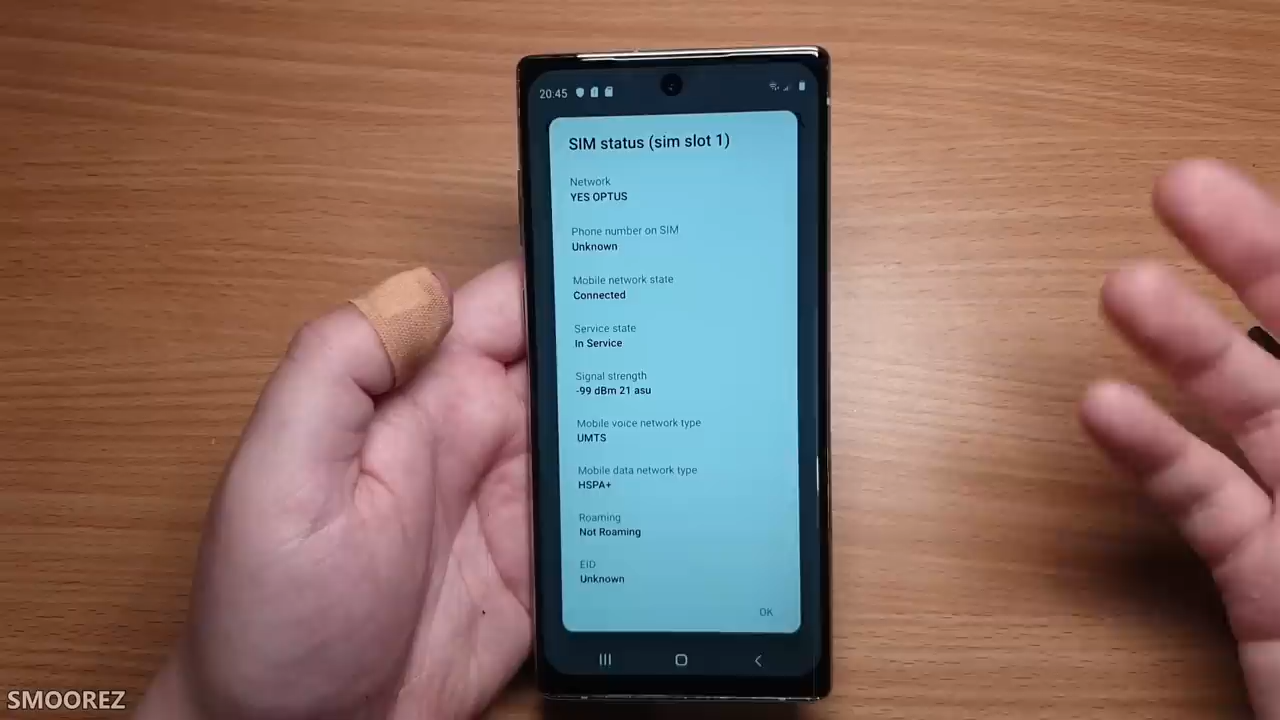 20:45
SIM status (sim slot 1)
Network
YES OPTUS
Phone number on SIM
Unknown
Mobile network state
Connected
Service state
In Service
Signal strength
-99 dBm 21 asu
Mobile voice network type
UMTS
Mobile data network type
HSPA+
Roaming
Not Roaming
EID
Unknown
OK
SMOOREZ